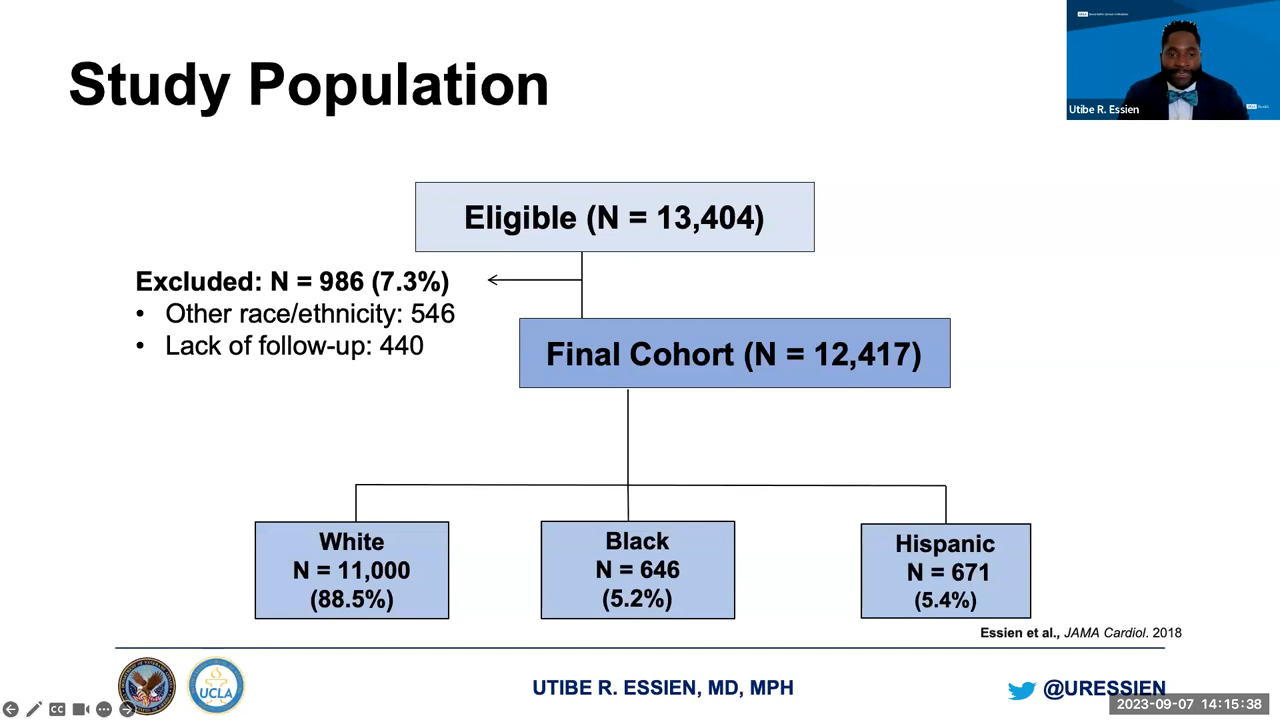 Study Population
Utibe R. Essien
Eligible (N = 13,404)
Excluded: N = 986 (7.3%)
• Other race/ethnicity: 546
• Lack of follow-up: 440
Final Cohort (N = 12,417)
White
N = 11,000
(88.5%)
Black
N = 646
(5.2%)
Hispanic
N = 671
(5.4%)
Essien et al., JAMA Cardiol. 2018
UCLA
UTIBE R. ESSIEN, MD, MPH
@URESSIEN
CC
2023-09-07 14:15:38